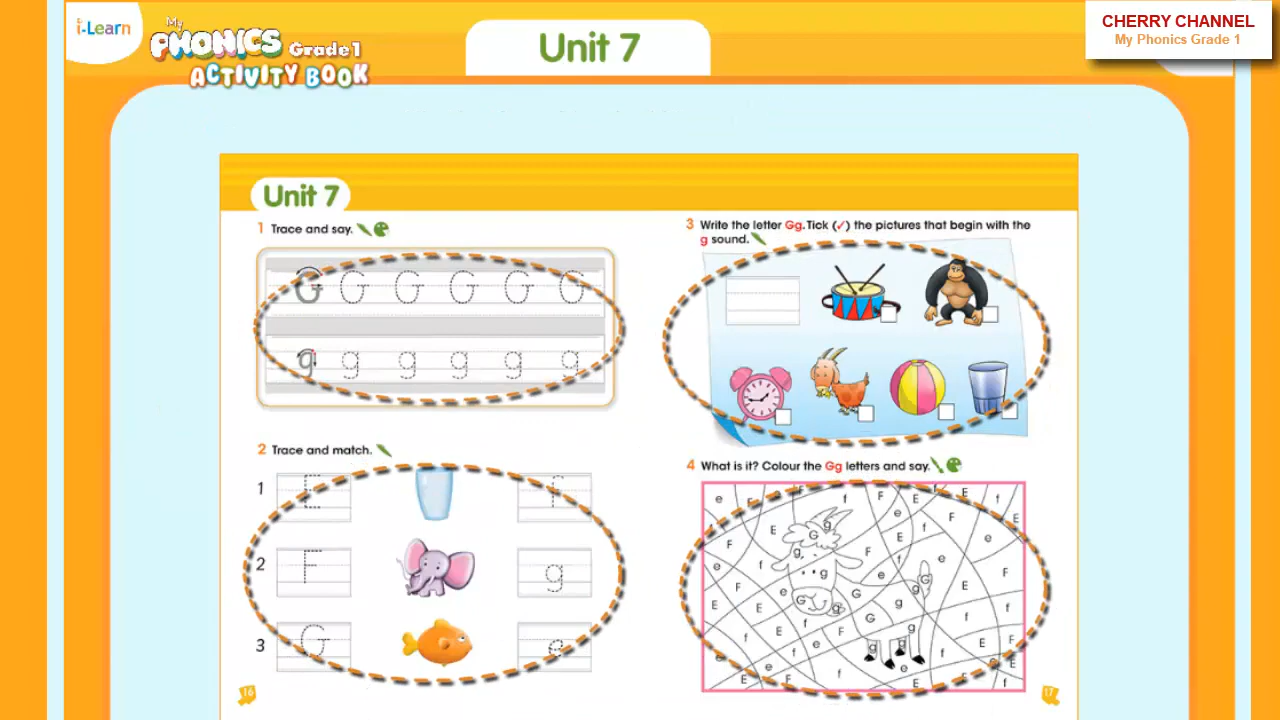 i-Learn
My
PHONICS Grade 1
ACTIVITY BOOK
Unit 7
CHERRY CHANNEL
My Phonics Grade 1
Unit 7
1 Trace and say.
G G G G G G
g g g g g g
2 Trace and match.
1 E f
2 F g
3 G e
16
3 Write the letter Gg. Tick (✓) the pictures that begin with the
g sound.
4 What is it? Colour the Gg letters and say.
17